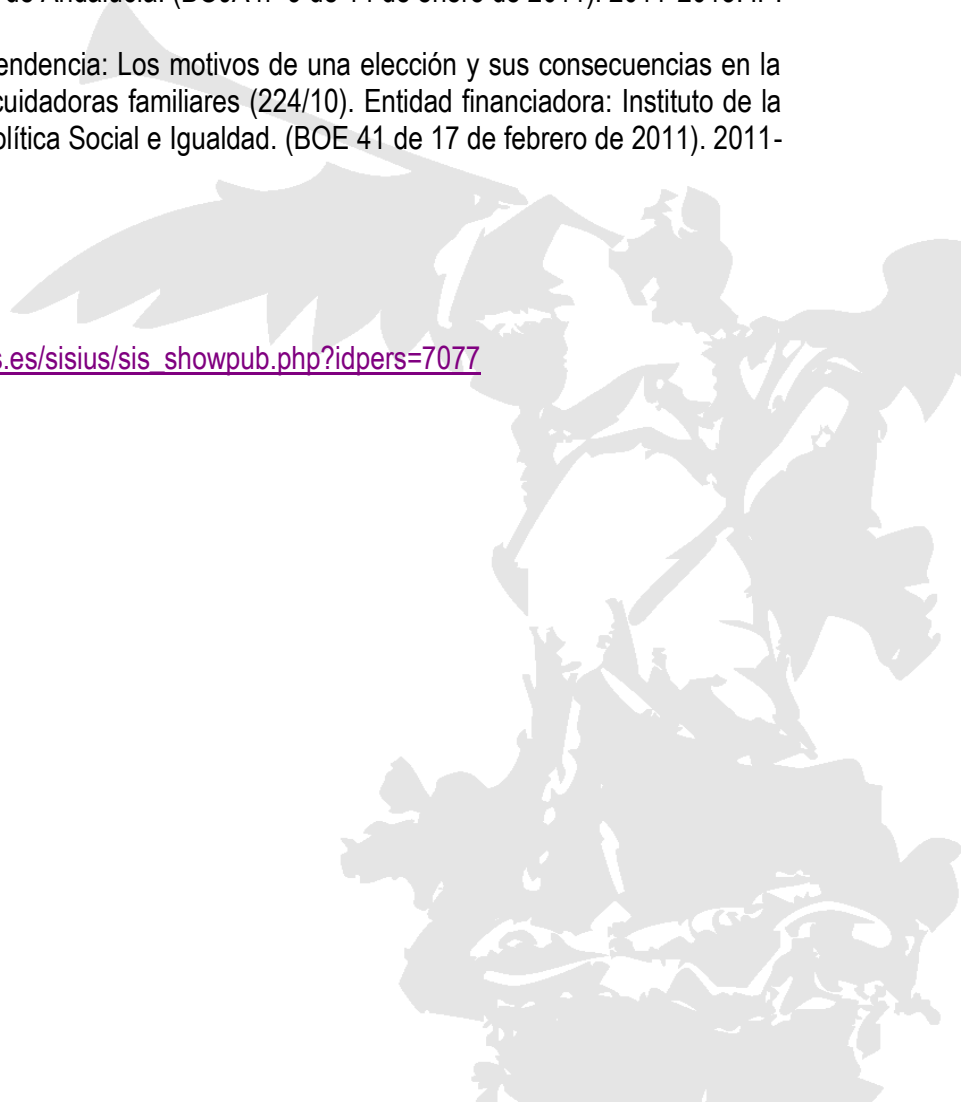 endencia: Los motivos de una elección y sus consecuencias en la
cuidadoras familiares (224/10). Entidad financiadora: Instituto de la
olítica Social e Igualdad. (BOE 41 de 17 de febrero de 2011). 2011-
s.es/sisius/sis_showpub.php?idpers=7077